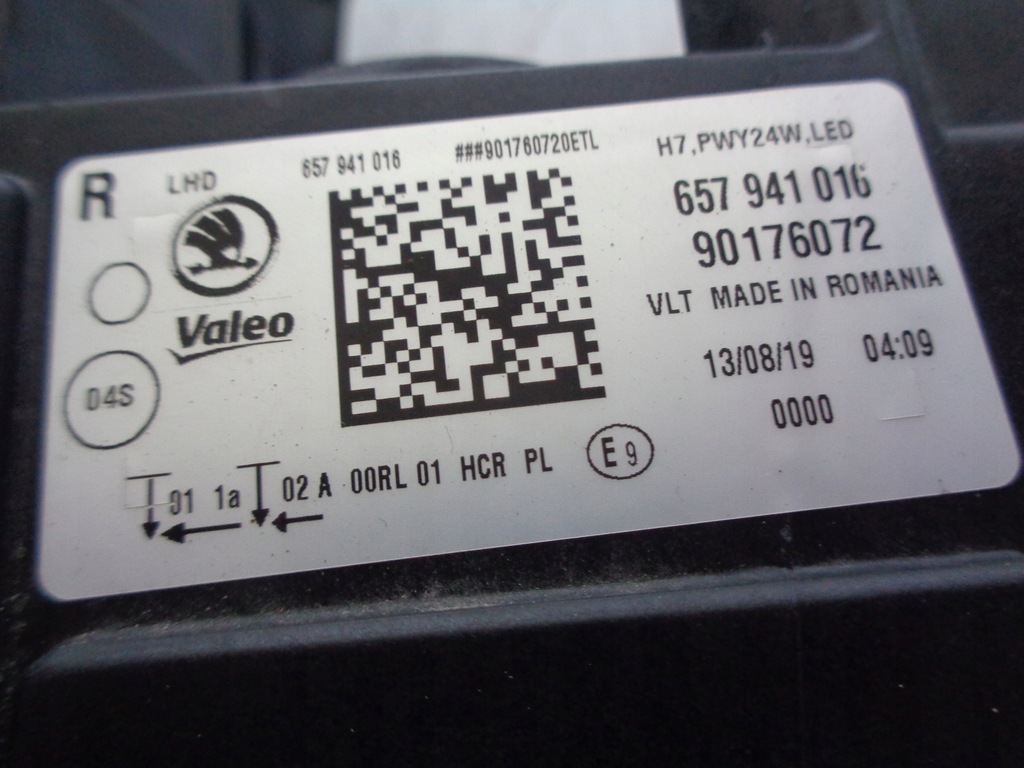 R LHD 657 941 016 ###901760720ETL H7,PWY24W,LED
657 941 016
90176072
Valeo
VLT MADE IN ROMANIA
04S
13/08/19 04:09
0000
01 1a 02 A 00RL 01 HCR PL E9